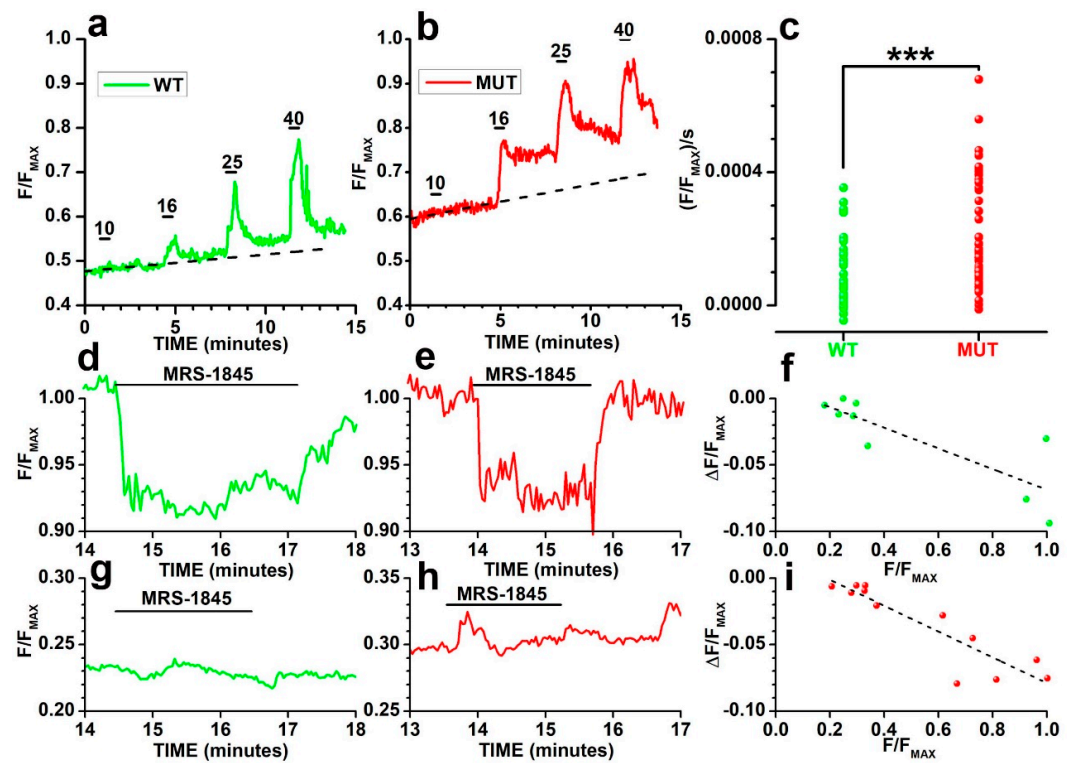 a
1.0
0.9
0.8
0.7
0.6
0.5
0.4
F/FMAX
WT
10
16
25
40
0
5
10
15
TIME (minutes)
b
1.0
0.9
0.8
0.7
0.6
0.5
0.4
F/FMAX
MUT
10
16
25
40
0
5
10
15
TIME (minutes)
c
0.0008
0.0004
0.0000
(F/FMAX)/s
***
WT
MUT
d
MRS-1845
1.00
0.95
0.90
F/FMAX
14
15
16
17
18
TIME (minutes)
e
MRS-1845
1.00
0.95
0.90
13
14
15
16
17
TIME (minutes)
f
0.00
-0.05
-0.10
ΔF/FMAX
0.0
0.2
0.4
0.6
0.8
1.0
F/FMAX
g
MRS-1845
0.30
0.25
0.20
F/FMAX
14
15
16
17
18
TIME (minutes)
h
MRS-1845
0.35
0.30
0.25
13
14
15
16
17
TIME (minutes)
i
0.00
-0.05
-0.10
ΔF/FMAX
0.0
0.2
0.4
0.6
0.8
1.0
F/FMAX